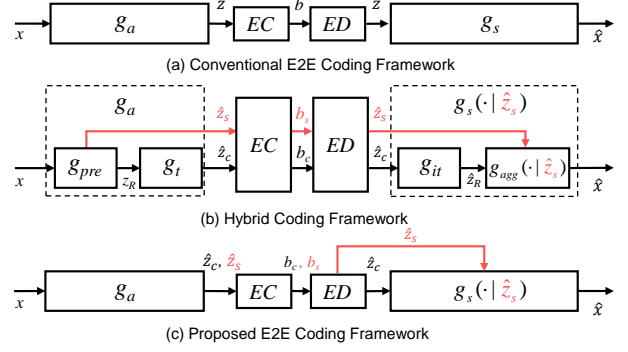 x g_a z EC b ED z g_s x̂
(a) Conventional E2E Coding Framework
g_a g_s(·| ẑ_s)
ẑ_s b_s ẑ_s
x g_pre z_R g_t ẑ_c EC b_c ED ẑ_c g_it ẑ_R g_agg(·| ẑ_s) x̂
(b) Hybrid Coding Framework
ẑ_s
x g_a ẑ_c, ẑ_s EC b_c, b_s ED ẑ_c g_s(·| ẑ_s) x̂
(c) Proposed E2E Coding Framework